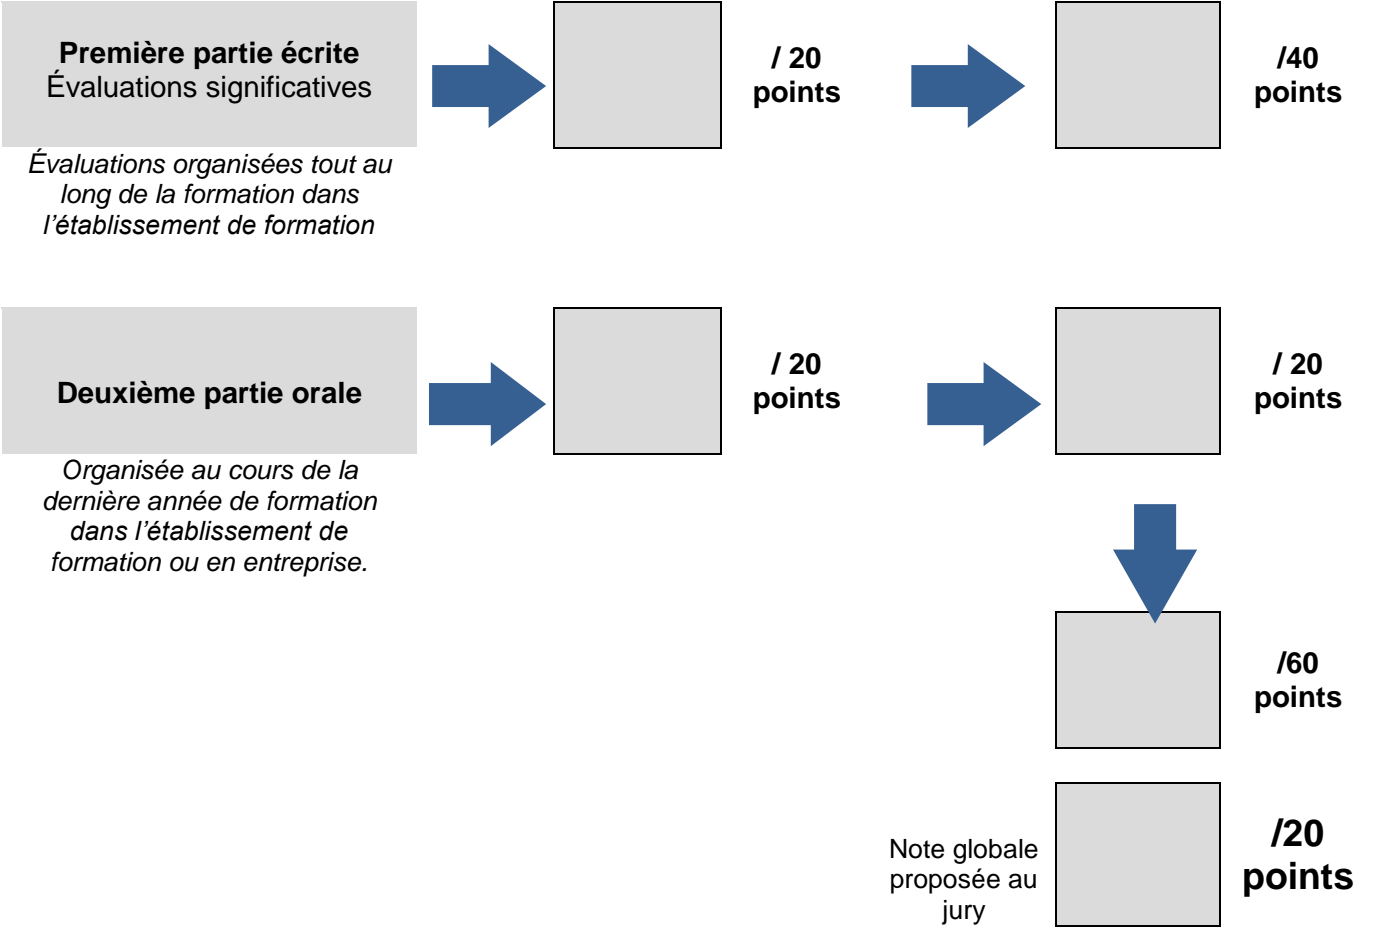 Première partie écrite
Évaluations significatives
/ 20
points
/40
points
Évaluations organisées tout au
long de la formation dans
l’établissement de formation
Deuxième partie orale
/ 20
points
/ 20
points
Organisée au cours de la
dernière année de formation
dans l’établissement de
formation ou en entreprise.
/60
points
Note globale
proposée au
jury
/20
points